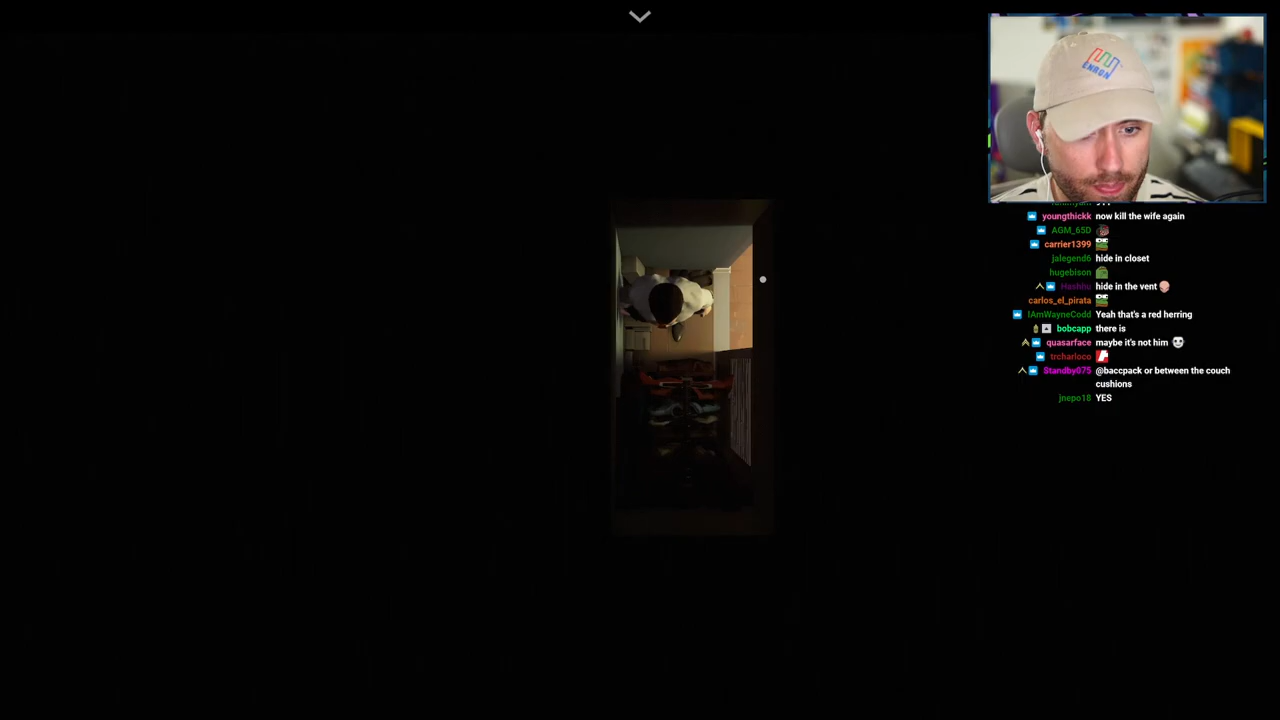 ENRON
youngthickk now kill the wife again
AGM_65D
carrier1399
jalegend6 hide in closet
hugebison
Hashhu hide in the vent
carlos_el_pirata
IAmWayneCodd Yeah that's a red herring
bobcapp there is
quasarface maybe it's not him
trcharloco
Standby075 @baccpack or between the couch
cushions
jnepo18 YES